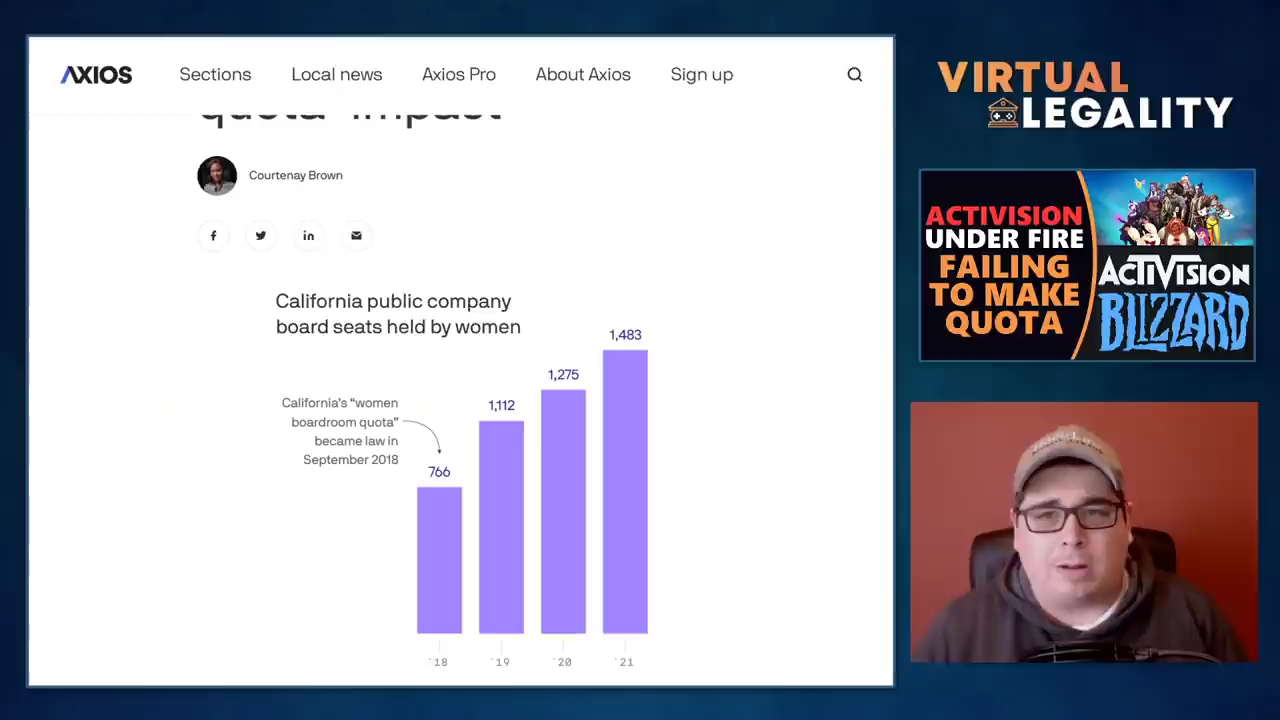 AXIOS
Sections
Local news
Axios Pro
About Axios
Sign up
quota" impact
Courtenay Brown
California public company
board seats held by women
California's “women
boardroom quota”
became law in
September 2018
766
1,112
1,275
1,483
'18
'19
'20
'21
VIRTUAL
LEGALITY
ACTIVISION
UNDER FIRE
FAILING
TO MAKE
QUOTA
ACTIVISION
BLIZZARD